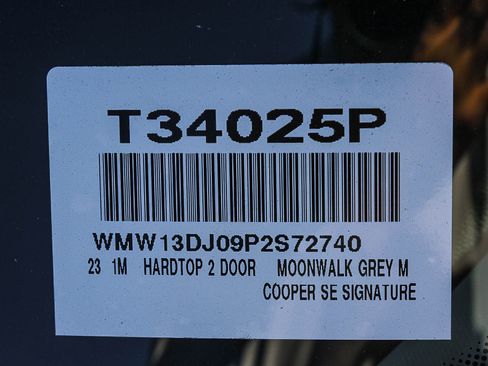 T34025P
WMW13DJ09P2S72740
23 1M HARDTOP 2 DOOR MOONWALK GREY M
COOPER SE SIGNATURE